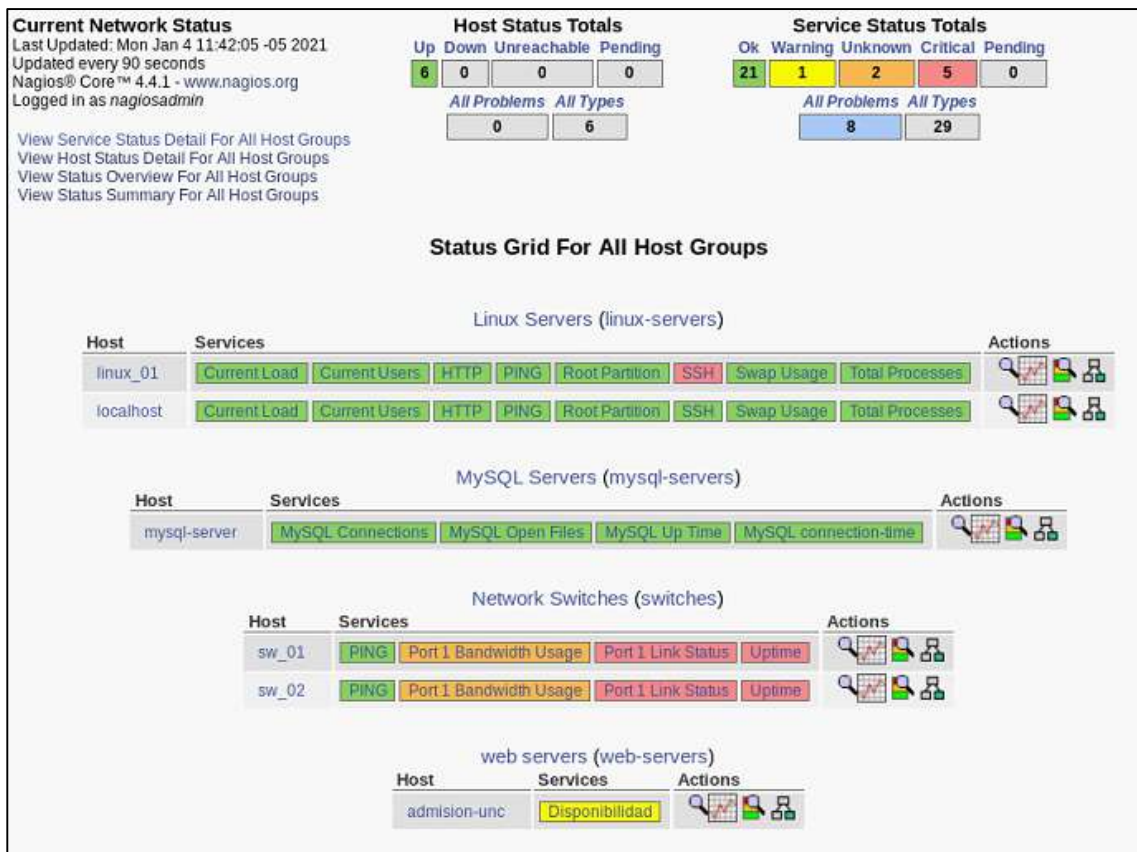 Current Network Status
Last Updated: Mon Jan 4 11:42:05 -05 2021
Updated every 90 seconds
Nagios® Core™ 4.4.1 - www.nagios.org
Logged in as nagiosadmin
View Service Status Detail For All Host Groups
View Host Status Detail For All Host Groups
View Status Overview For All Host Groups
View Status Summary For All Host Groups
Host Status Totals
Up Down Unreachable Pending
6 0 0 0
All Problems All Types
0 6
Service Status Totals
Ok Warning Unknown Critical Pending
21 1 2 5 0
All Problems All Types
8 29
Status Grid For All Host Groups
Linux Servers (linux-servers)
Host Services Actions
linux_01 Current Load Current Users HTTP PING Root Partition SSH Swap Usage Total Processes
localhost Current Load Current Users HTTP PING Root Partition SSH Swap Usage Total Processes
MySQL Servers (mysql-servers)
Host Services Actions
mysql-server MySQL Connections MySQL Open Files MySQL Up Time MySQL connection-time
Network Switches (switches)
Host Services Actions
sw_01 PING Port 1 Bandwidth Usage Port 1 Link Status Uptime
sw_02 PING Port 1 Bandwidth Usage Port 1 Link Status Uptime
web servers (web-servers)
Host Services Actions
admision-unc Disponibilidad